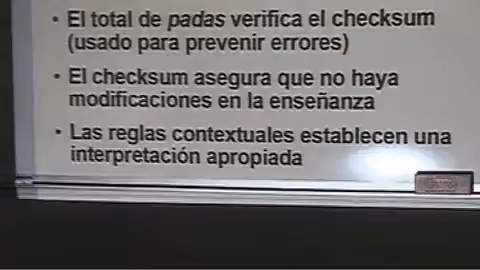 • El total de padas verifica el checksum
(usado para prevenir errores)
• El checksum asegura que no haya
modificaciones en la enseñanza
• Las reglas contextuales establecen una
interpretación apropiada